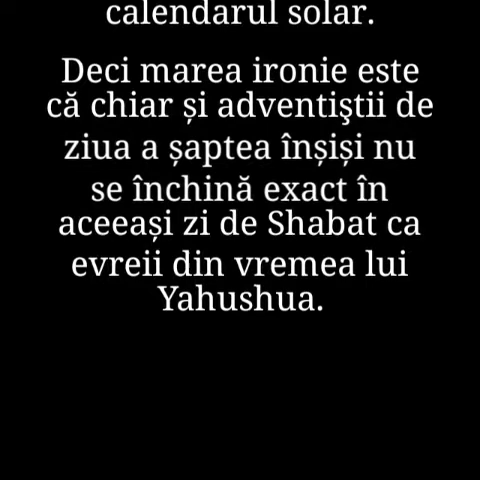 calendarul solar.
Deci marea ironie este
că chiar și adventiştii de
ziua a șaptea înșiși nu
se închină exact în
aceeași zi de Shabat ca
evreii din vremea lui
Yahushua.